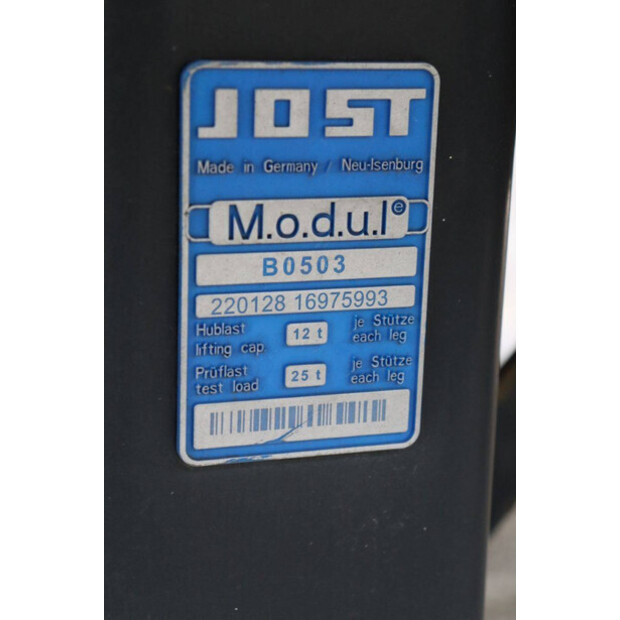 JOST
Made in Germany / Neu-Isenburg
M.o.d.u.l e
B0503
220128 16975993
Hublast 12 t je Stütze
lifting cap. each leg
Prüflast 25 t je Stütze
test load each leg